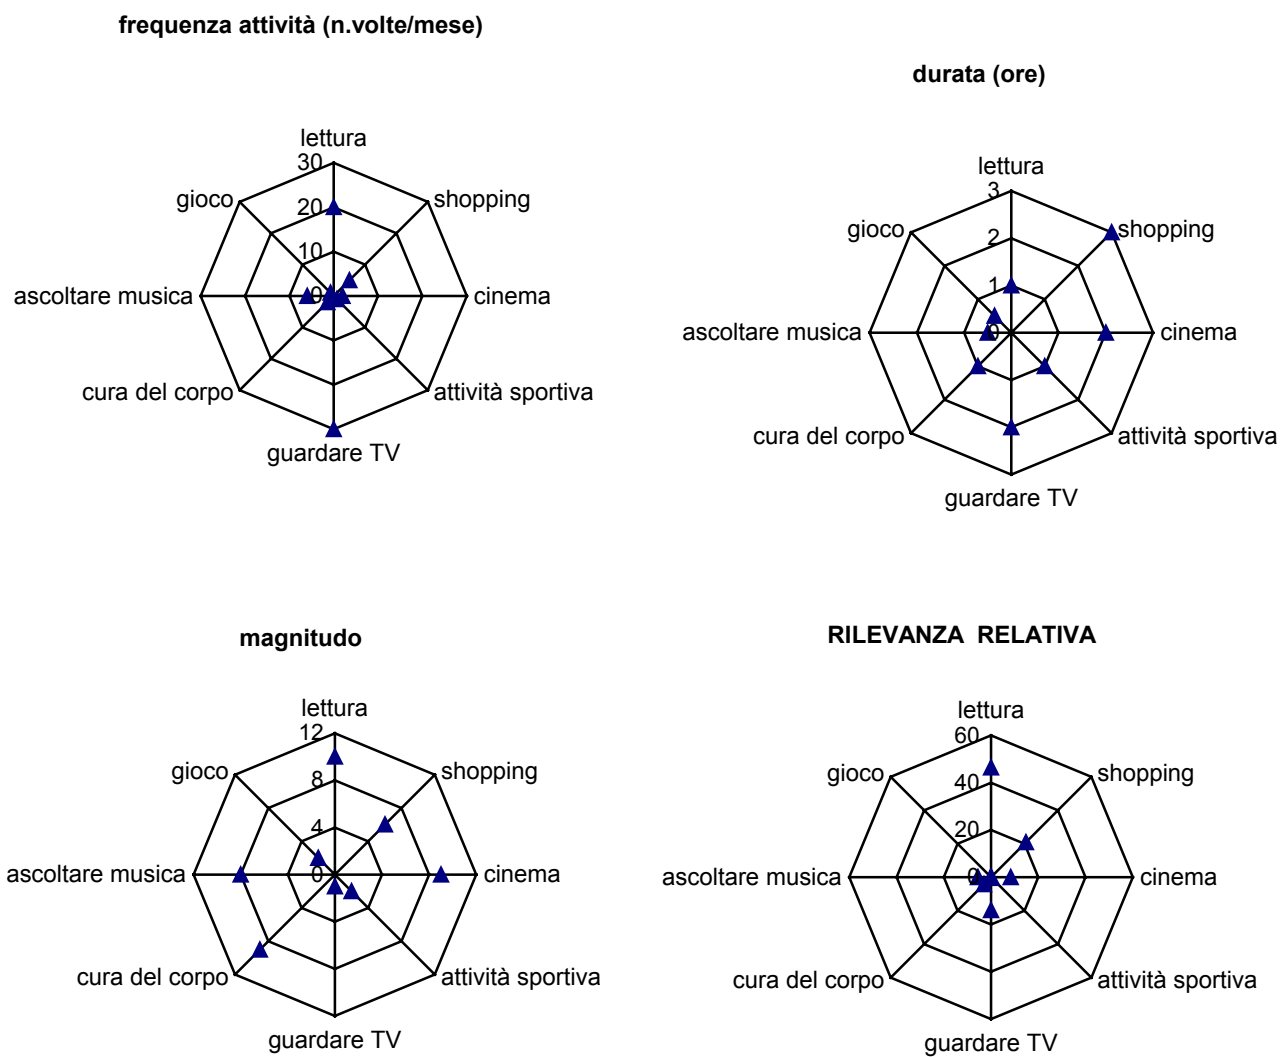 frequenza attività (n.volte/mese)
lettura
30
gioco
shopping
20
10
ascoltare musica
0
cinema
cura del corpo
attività sportiva
guardare TV
durata (ore)
lettura
3
gioco
shopping
2
1
ascoltare musica
0
cinema
cura del corpo
attività sportiva
guardare TV
magnitudo
lettura
12
gioco
shopping
8
4
ascoltare musica
0
cinema
cura del corpo
attività sportiva
guardare TV
RILEVANZA RELATIVA
lettura
60
gioco
shopping
40
20
ascoltare musica
0
cinema
cura del corpo
attività sportiva
guardare TV